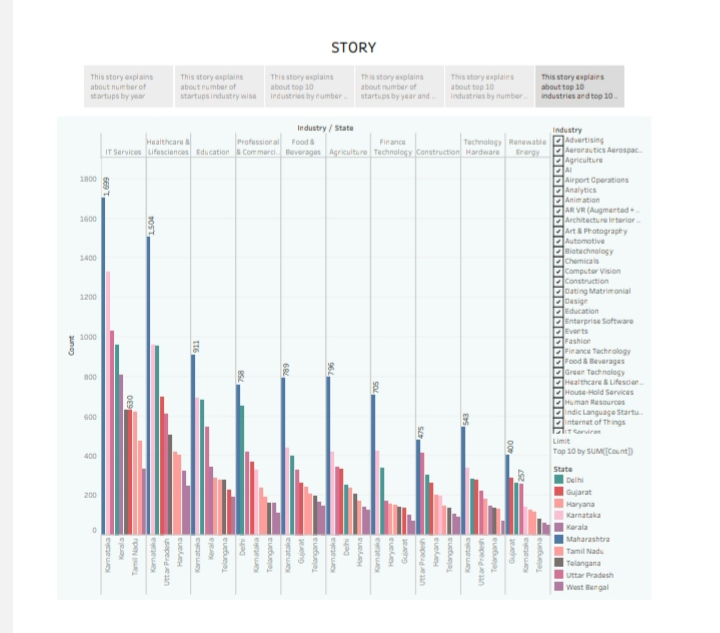 STORY
This story explains
about number of
startups by year
This story explains
about number of
startups industry wise
This story explains
about top 10
industries by number ..
This story explains
about number of
startups by year and ...
This story explains
about top 10
industries by number...
This story explains
about top 10
industries and top 10...
Industry / State
IT Services
Healthcare &
Lifesciences
Education
Professional
& Commerci..
Food &
Beverages
Agriculture
Finance
Technology
Construction
Technology
Hardware
Renewable
Energy
Count
1800
1600
1400
1200
1000
800
600
400
200
0
1,699
630
1,504
911
758
789
796
705
475
543
400
257
Karnataka
Kerala
Tamil Nadu
Karnataka
Uttar Pradesh
Haryana
Karnataka
Kerala
Telangana
Delhi
Karnataka
Telangana
Karnataka
Gujarat
Telangana
Karnataka
Delhi
Haryana
Karnataka
Haryana
Gujarat
Uttar Pradesh
Haryana
Telangana
Karnataka
Uttar Pradesh
Telangana
Gujarat
Karnataka
Telangana
Industry
Advertising
Aeronautics Aerospac..
Agriculture
AI
Airport Operations
Analytics
Animation
AR VR (Augmented + ..
Architecture Interior ..
Art & Photography
Automotive
Biotechnology
Chemicals
Computer Vision
Construction
Dating Matrimonial
Design
Education
Enterprise Software
Events
Fashion
Finance Technology
Food & Beverages
Green Technology
Healthcare & Lifescier..
House-Hold Services
Human Resources
Indic Language Startu..
Internet of Things
IT Services
Limit
Top 10 by SUM([Count])
State
Delhi
Gujarat
Haryana
Karnataka
Kerala
Maharashtra
Tamil Nadu
Telangana
Uttar Pradesh
West Bengal